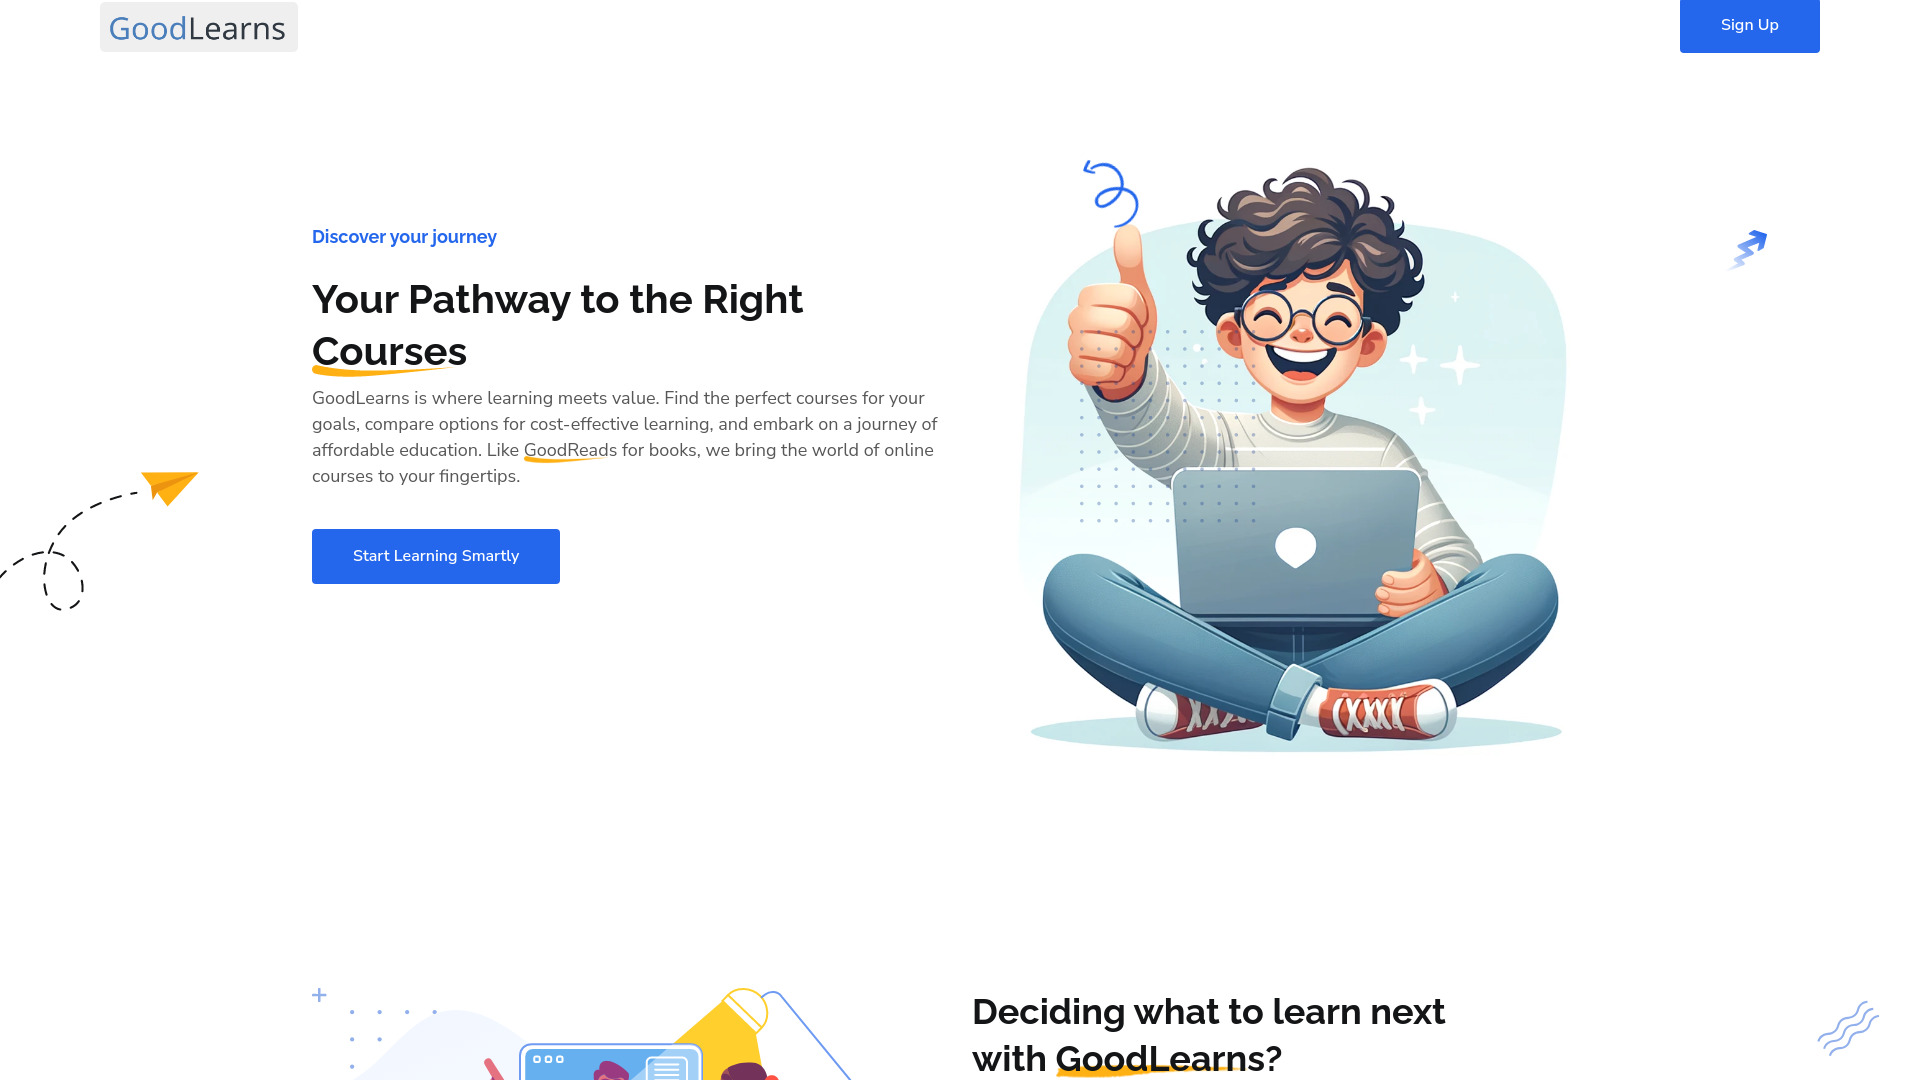 GoodLearns
Sign Up
Discover your journey
Your Pathway to the Right
Courses
GoodLearns is where learning meets value. Find the perfect courses for your
goals, compare options for cost-effective learning, and embark on a journey of
affordable education. Like GoodReads for books, we bring the world of online
courses to your fingertips.
Start Learning Smartly
Deciding what to learn next
with GoodLearns?